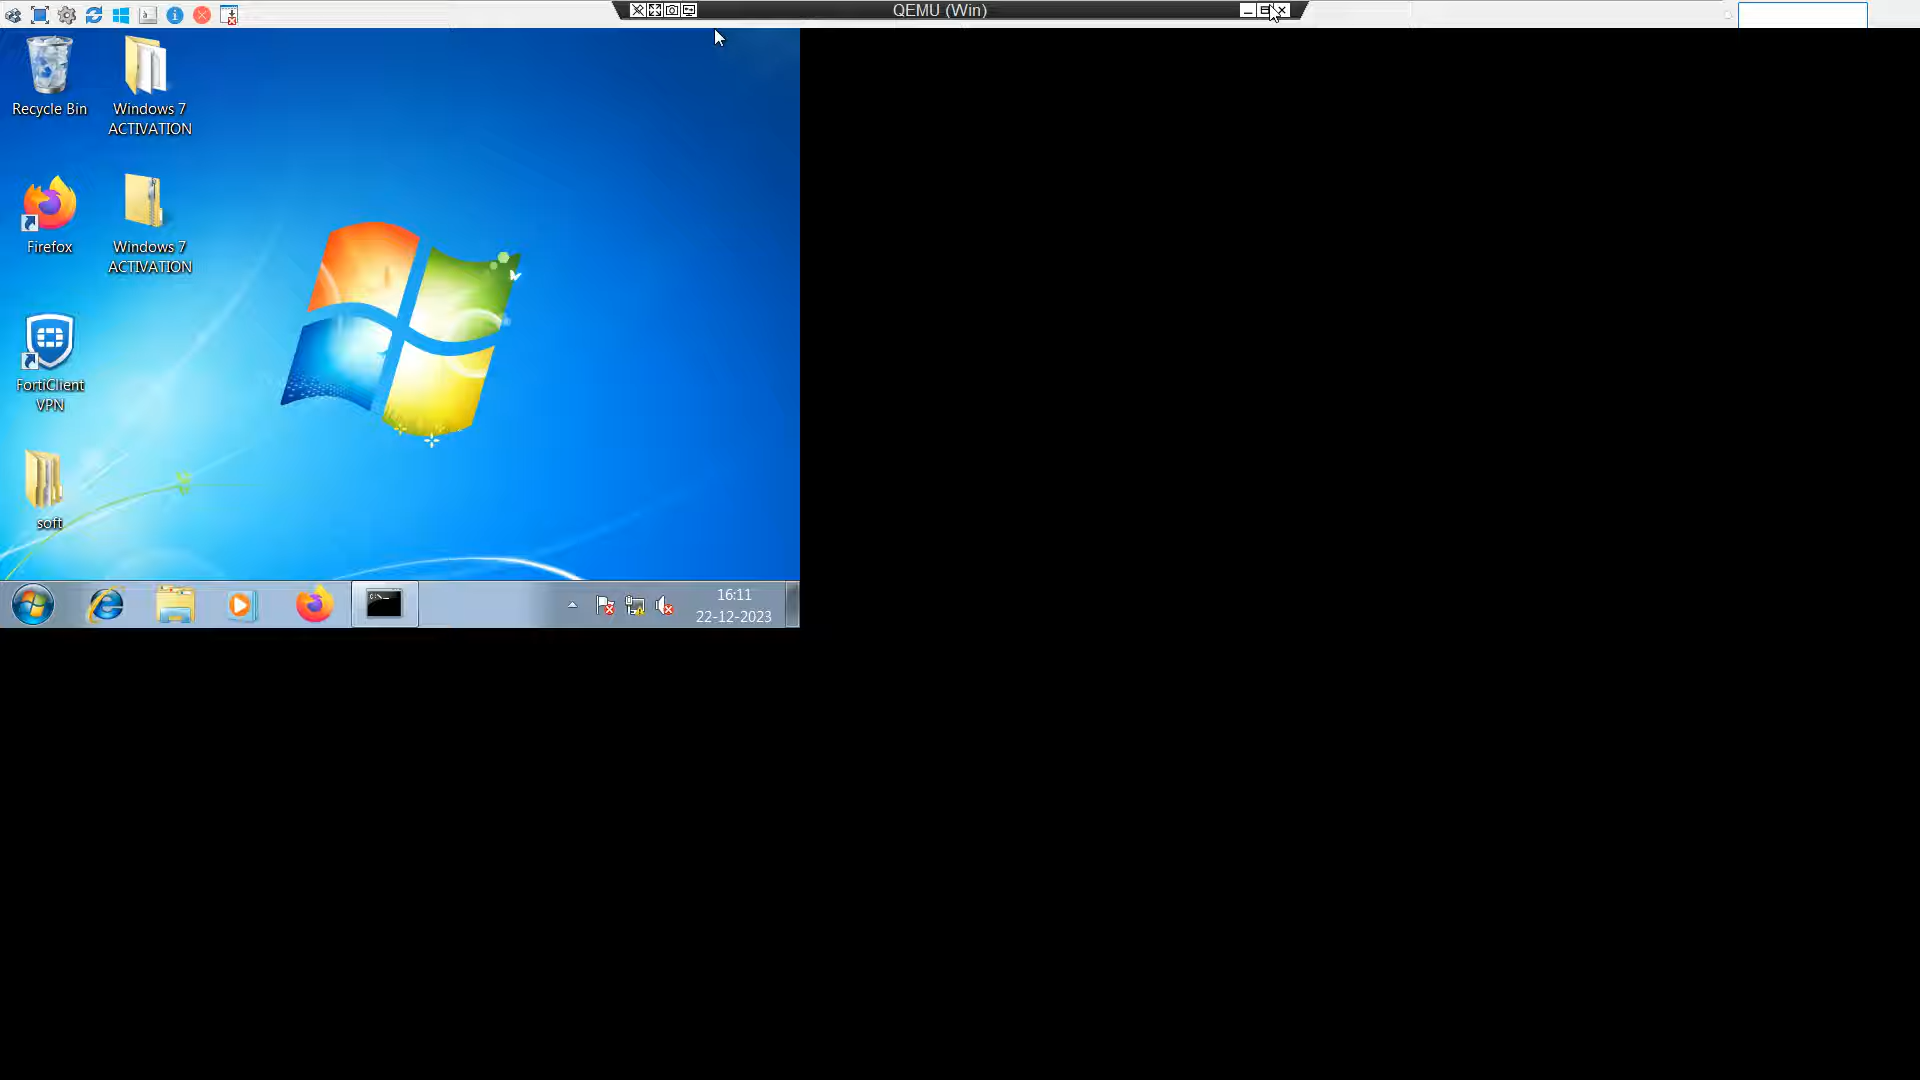 QEMU (Win)
Recycle Bin
Windows 7
ACTIVATION
Firefox
Windows 7
ACTIVATION
FortiClient
VPN
soft
16:11
22-12-2023